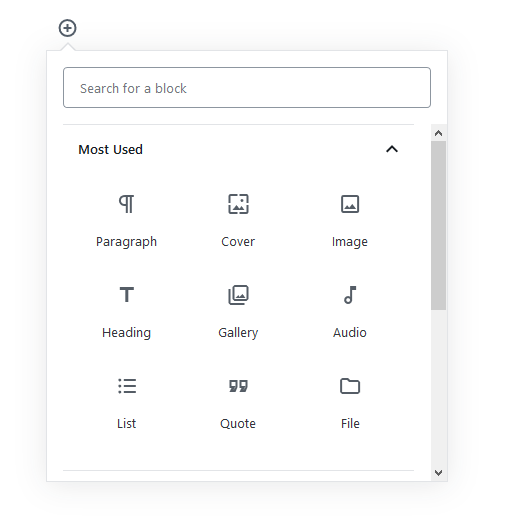 Search for a block
Most Used
Paragraph Cover Image
Heading Gallery Audio
List Quote File